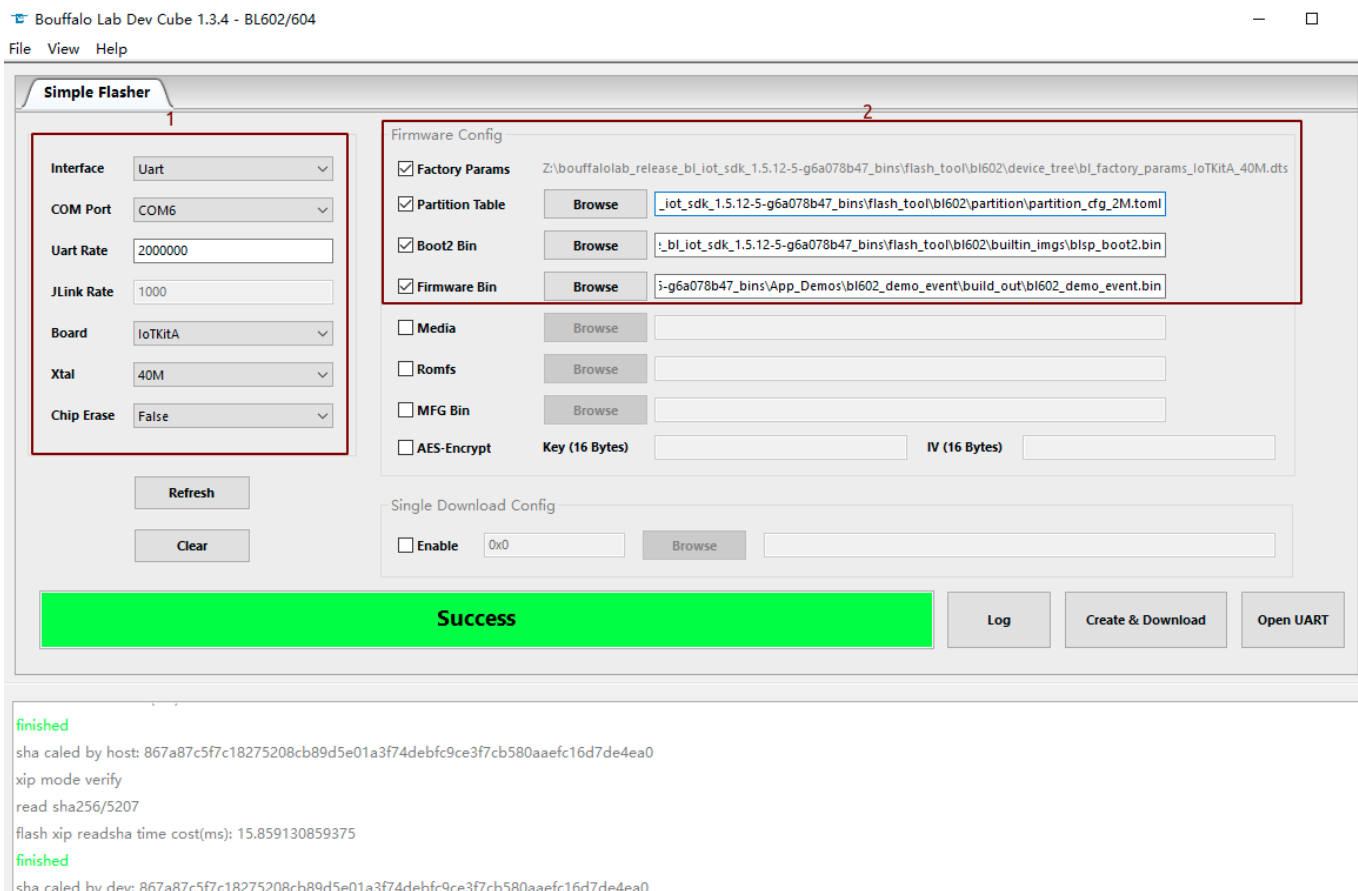 Bouffalo Lab Dev Cube 1.3.4 - BL602/604
File View Help
Simple Flasher
1
2
Interface Uart
COM Port COM6
Uart Rate 2000000
JLink Rate 1000
Board IoTKitA
Xtal 40M
Chip Erase False
Refresh
Clear
Firmware Config
Factory Params Z:\bouffalolab_release_bl_iot_sdk_1.5.12-5-g6a078b47_bins\flash_tool\bl602\device_tree\bl_factory_params_IoTKitA_40M.dts
Partition Table Browse _iot_sdk_1.5.12-5-g6a078b47_bins\flash_tool\bl602\partition\partition_cfg_2M.toml
Boot2 Bin Browse _bl_iot_sdk_1.5.12-5-g6a078b47_bins\flash_tool\bl602\builtin_imgs\blsp_boot2.bin
Firmware Bin Browse 5-g6a078b47_bins\App_Demos\bl602_demo_event\build_out\bl602_demo_event.bin
Media Browse
Romfs Browse
MFG Bin Browse
AES-Encrypt Key (16 Bytes) IV (16 Bytes)
Single Download Config
Enable 0x0 Browse
Success
Log Create & Download Open UART
finished
sha caled by host: 867a87c5f7c18275208cb89d5e01a3f74debfc9ce3f7cb580aaefc16d7de4ea0
xip mode verify
read sha256/5207
flash xip readsha time cost(ms): 15.859130859375
finished
sha caled by dev: 867a87c5f7c18275208cb89d5e01a3f74debfc9ce3f7cb580aaefc16d7de4ea0